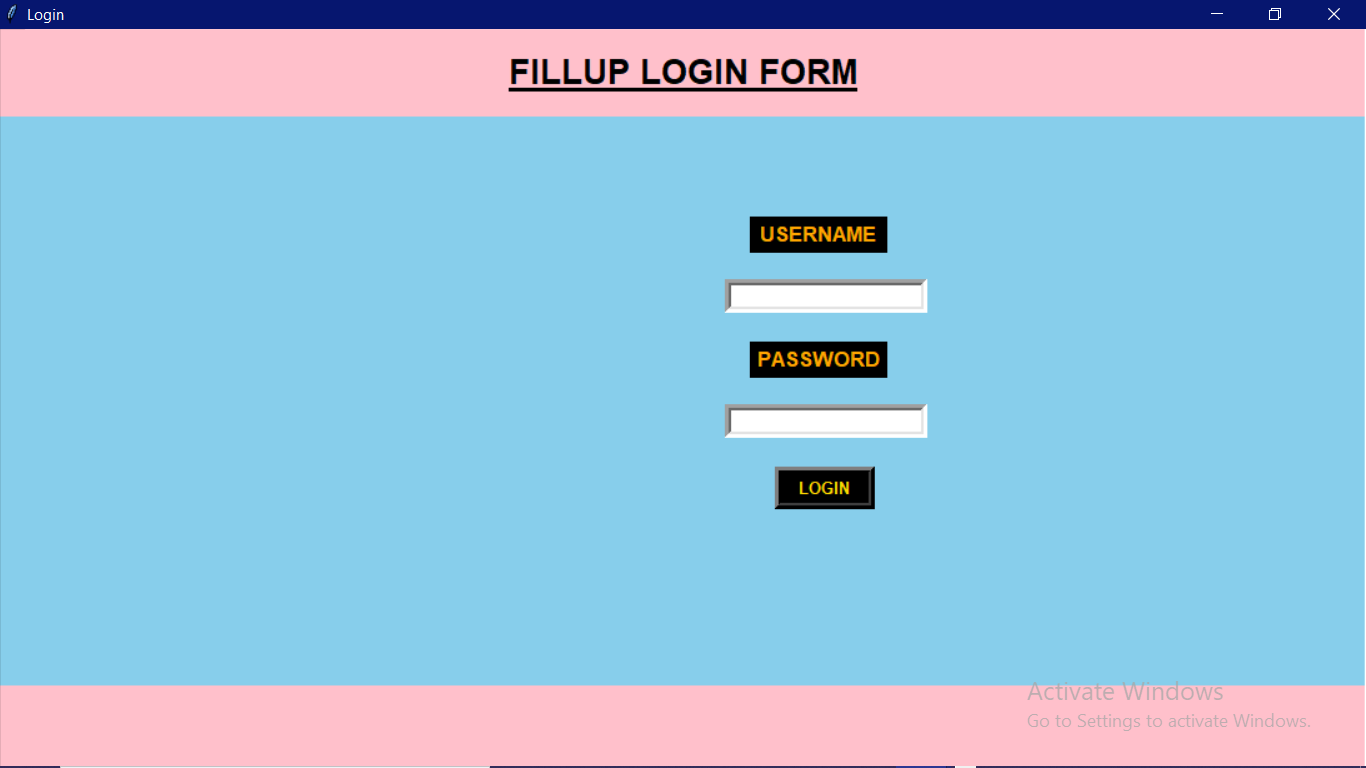 Login
FILLUP LOGIN FORM
USERNAME
PASSWORD
LOGIN
Activate Windows
Go to Settings to activate Windows.